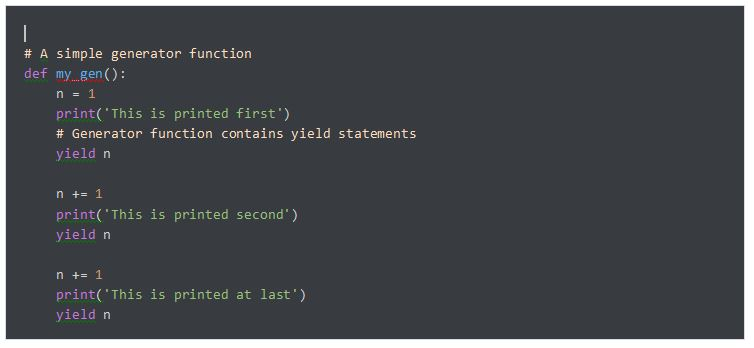 # A simple generator function
def my_gen():
    n = 1
    print('This is printed first')
    # Generator function contains yield statements
    yield n

    n += 1
    print('This is printed second')
    yield n

    n += 1
    print('This is printed at last')
    yield n